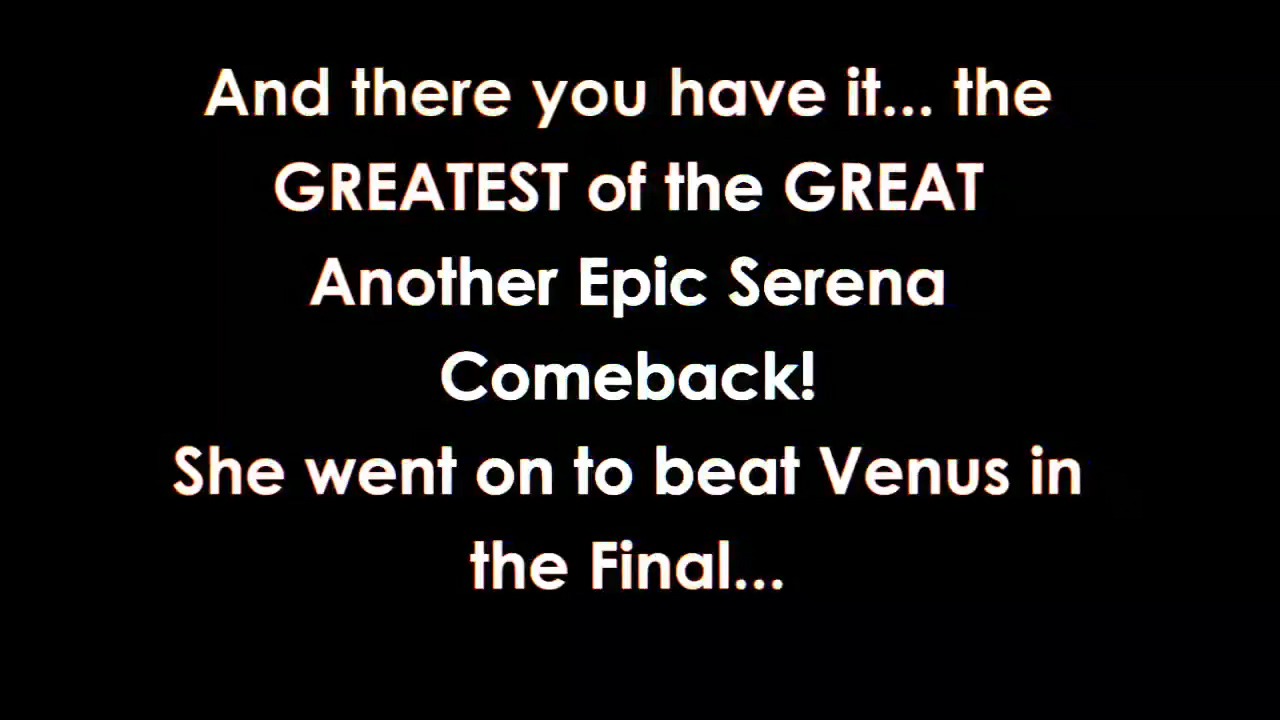 And there you have it... the
GREATEST of the GREAT
Another Epic Serena
Comeback!
She went on to beat Venus in
the Final...